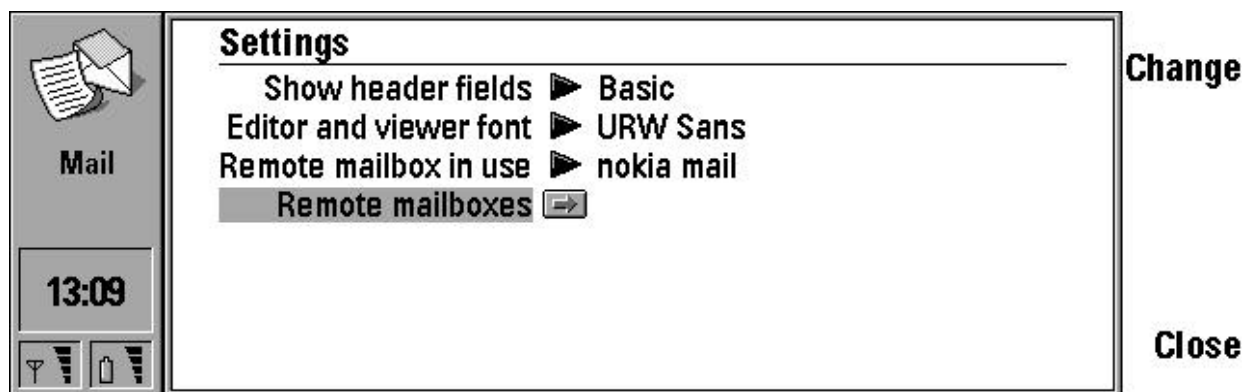 Mail
13:09
Settings
Show header fields Basic
Editor and viewer font URW Sans
Remote mailbox in use nokia mail
Remote mailboxes
Change
Close